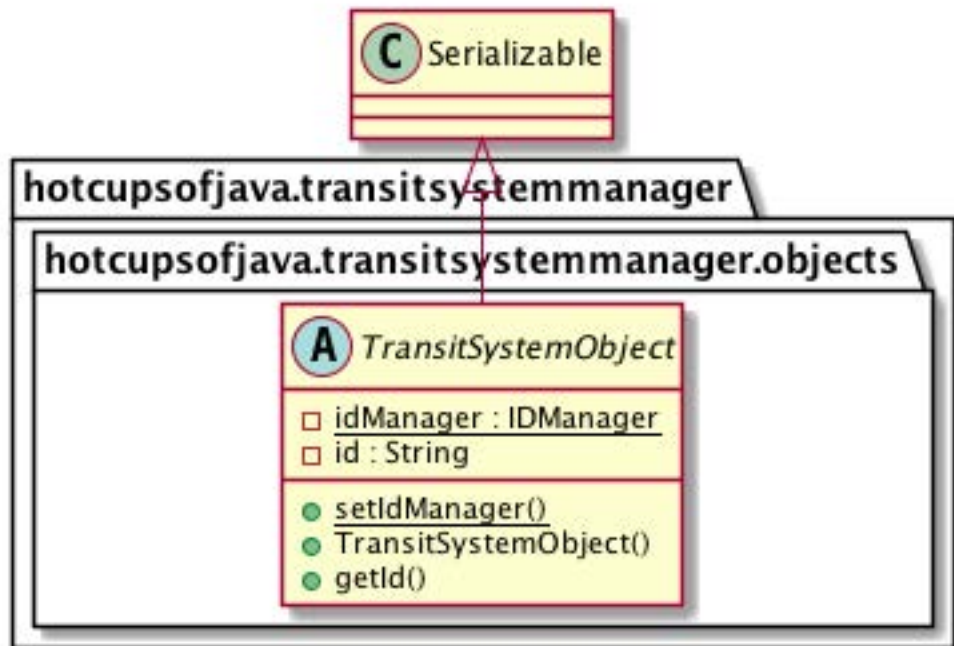 C Serializable
hotcupsofjava.transitsystemmanager
hotcupsofjava.transitsystemmanager.objects
A TransitSystemObject
idManager : IDManager
id : String
setIdManager()
TransitSystemObject()
getId()